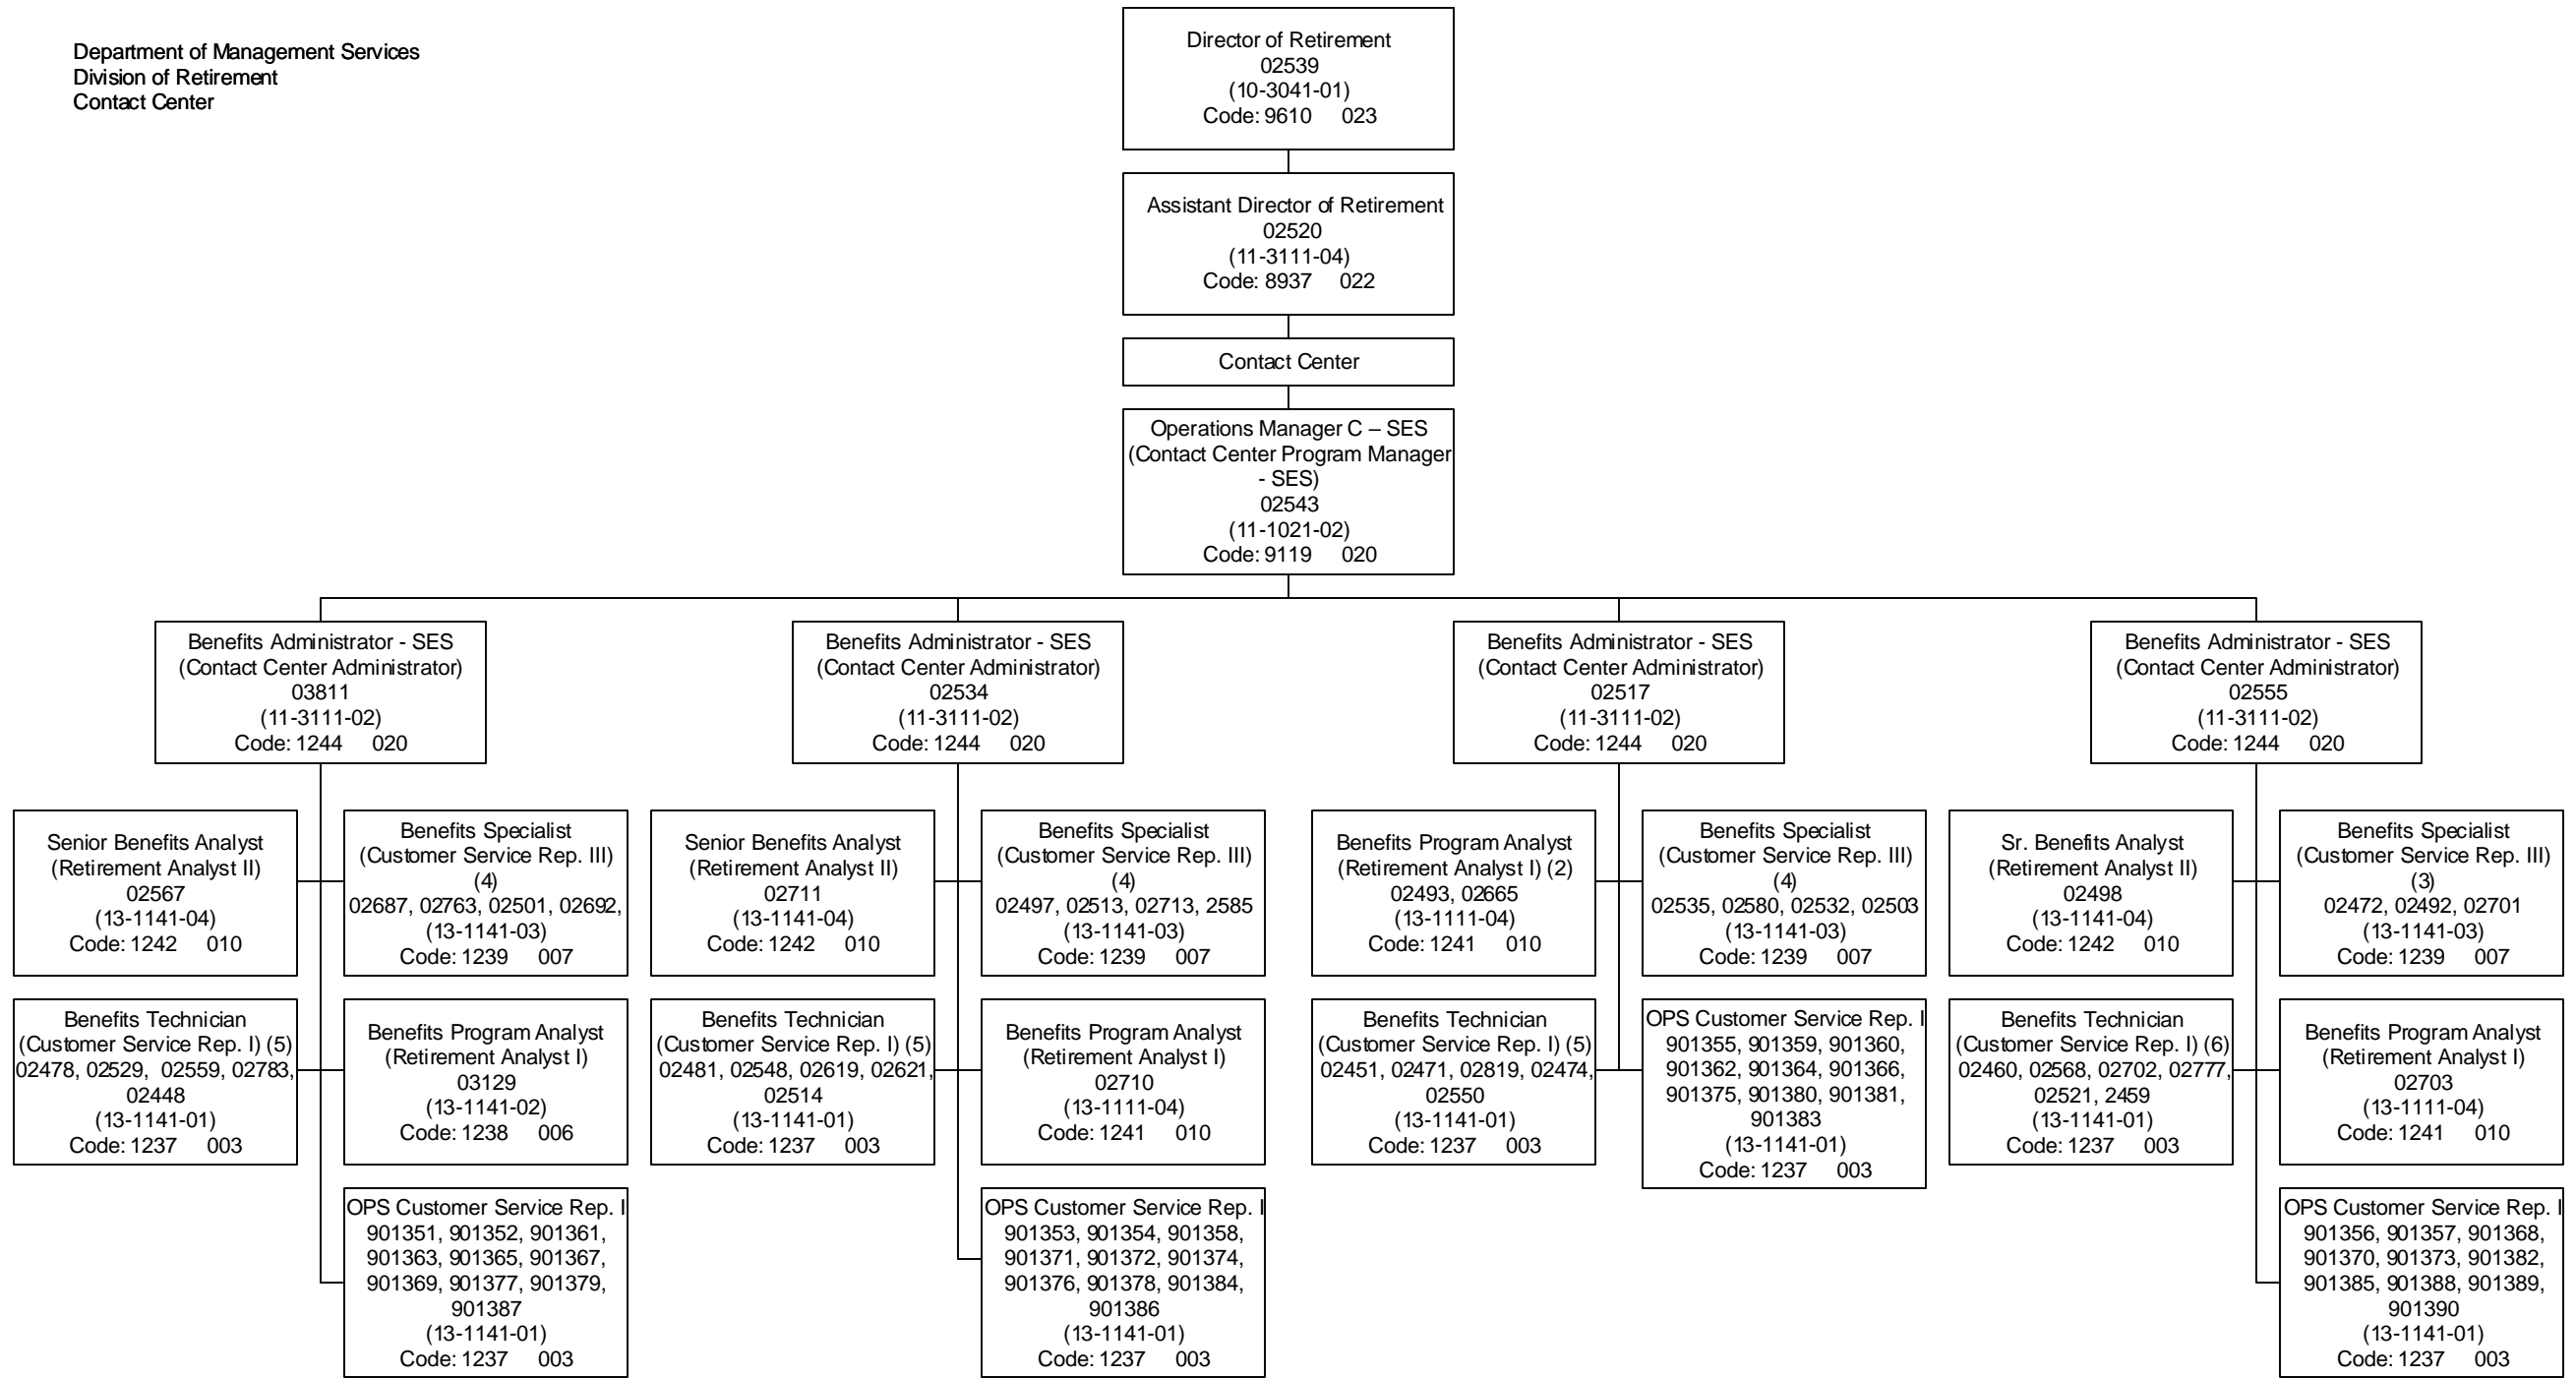 Department of Management Services
Division of Retirement
Contact Center
Director of Retirement
02539
(10-3041-01)
Code: 9610 023
Assistant Director of Retirement
02520
(11-3111-04)
Code: 8937 022
Contact Center
Operations Manager C – SES
(Contact Center Program Manager
- SES)
02543
(11-1021-02)
Code: 9119 020
Benefits Administrator - SES
(Contact Center Administrator)
03811
(11-3111-02)
Code: 1244 020
Benefits Administrator - SES
(Contact Center Administrator)
02534
(11-3111-02)
Code: 1244 020
Benefits Administrator - SES
(Contact Center Administrator)
02517
(11-3111-02)
Code: 1244 020
Benefits Administrator - SES
(Contact Center Administrator)
02555
(11-3111-02)
Code: 1244 020
Senior Benefits Analyst
(Retirement Analyst II)
02567
(13-1141-04)
Code: 1242 010
Benefits Specialist
(Customer Service Rep. III)
(4)
02687, 02763, 02501, 02692,
(13-1141-03)
Code: 1239 007
Senior Benefits Analyst
(Retirement Analyst II)
02711
(13-1141-04)
Code: 1242 010
Benefits Specialist
(Customer Service Rep. III)
(4)
02497, 02513, 02713, 2585
(13-1141-03)
Code: 1239 007
Benefits Program Analyst
(Retirement Analyst I) (2)
02493, 02665
(13-1111-04)
Code: 1241 010
Benefits Specialist
(Customer Service Rep. III)
(4)
02535, 02580, 02532, 02503
(13-1141-03)
Code: 1239 007
Sr. Benefits Analyst
(Retirement Analyst II)
02498
(13-1141-04)
Code: 1242 010
Benefits Specialist
(Customer Service Rep. III)
(3)
02472, 02492, 02701
(13-1141-03)
Code: 1239 007
Benefits Technician
(Customer Service Rep. I) (5)
02478, 02529, 02559, 02783,
02448
(13-1141-01)
Code: 1237 003
Benefits Program Analyst
(Retirement Analyst I)
03129
(13-1141-02)
Code: 1238 006
Benefits Technician
(Customer Service Rep. I) (5)
02481, 02548, 02619, 02621,
02514
(13-1141-01)
Code: 1237 003
Benefits Program Analyst
(Retirement Analyst I)
02710
(13-1111-04)
Code: 1241 010
Benefits Technician
(Customer Service Rep. I) (5)
02451, 02471, 02819, 02474,
02550
(13-1141-01)
Code: 1237 003
OPS Customer Service Rep. I
901355, 901359, 901360,
901362, 901364, 901366,
901375, 901380, 901381,
901383
(13-1141-01)
Code: 1237 003
Benefits Technician
(Customer Service Rep. I) (6)
02460, 02568, 02702, 02777,
02521, 2459
(13-1141-01)
Code: 1237 003
Benefits Program Analyst
(Retirement Analyst I)
02703
(13-1111-04)
Code: 1241 010
OPS Customer Service Rep. I
901351, 901352, 901361,
901363, 901365, 901367,
901369, 901377, 901379,
901387
(13-1141-01)
Code: 1237 003
OPS Customer Service Rep. I
901353, 901354, 901358,
901371, 901372, 901374,
901376, 901378, 901384,
901386
(13-1141-01)
Code: 1237 003
OPS Customer Service Rep. I
901356, 901357, 901368,
901370, 901373, 901382,
901385, 901388, 901389,
901390
(13-1141-01)
Code: 1237 003